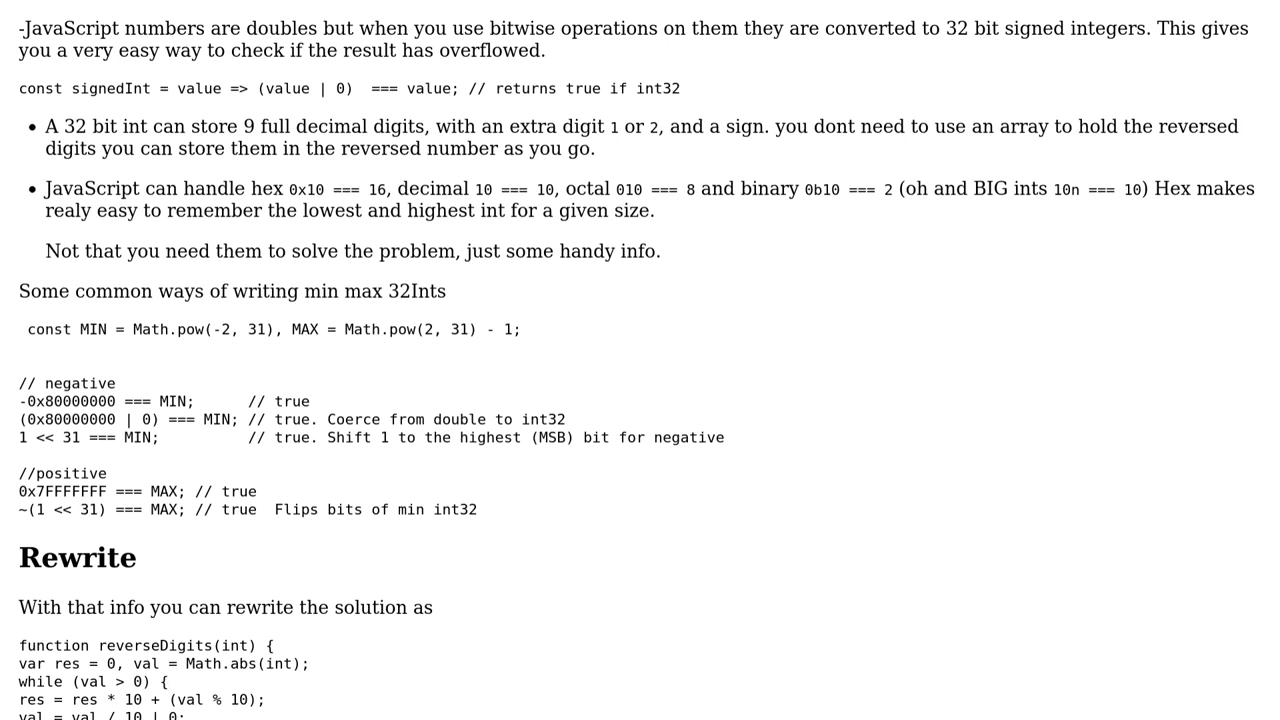 -JavaScript numbers are doubles but when you use bitwise operations on them they are converted to 32 bit signed integers. This gives
you a very easy way to check if the result has overflowed.
const signedInt = value => (value | 0)  === value; // returns true if int32
• A 32 bit int can store 9 full decimal digits, with an extra digit 1 or 2, and a sign. you dont need to use an array to hold the reversed
digits you can store them in the reversed number as you go.
• JavaScript can handle hex 0x10 === 16, decimal 10 === 10, octal 010 === 8 and binary 0b10 === 2 (oh and BIG ints 10n === 10) Hex makes
realy easy to remember the lowest and highest int for a given size.
Not that you need them to solve the problem, just some handy info.
Some common ways of writing min max 32Ints
const MIN = Math.pow(-2, 31), MAX = Math.pow(2, 31) - 1;
// negative
-0x80000000 === MIN;      // true
(0x80000000 | 0) === MIN; // true. Coerce from double to int32
1 << 31 === MIN;          // true. Shift 1 to the highest (MSB) bit for negative
//positive
0x7FFFFFFF === MAX; // true
~(1 << 31) === MAX; // true  Flips bits of min int32
Rewrite
With that info you can rewrite the solution as
function reverseDigits(int) {
var res = 0, val = Math.abs(int);
while (val > 0) {
res = res * 10 + (val % 10);
val = val / 10 | 0;